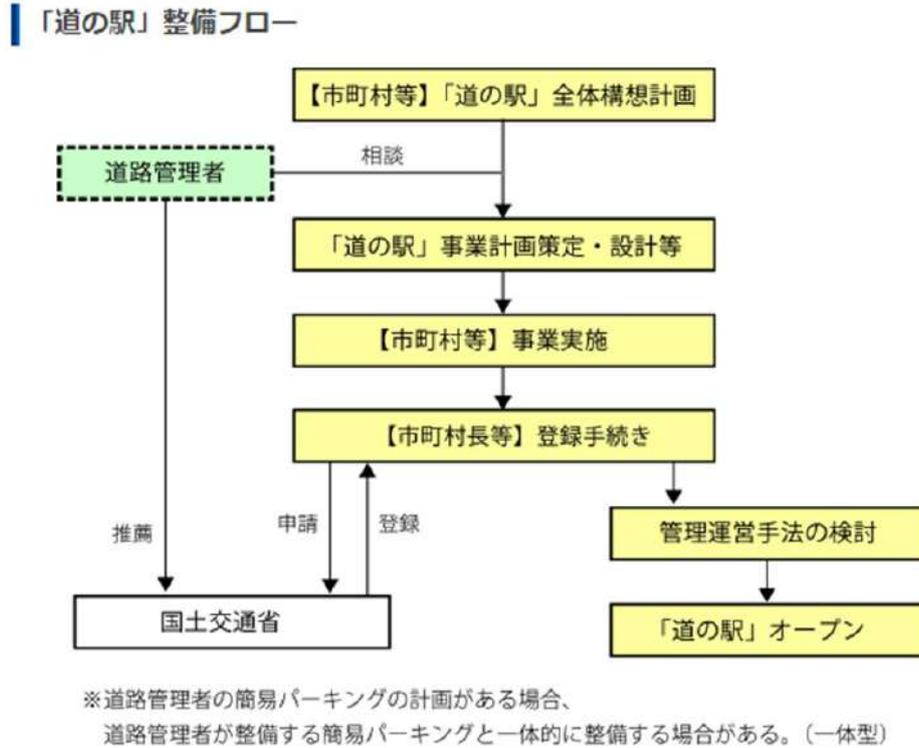 「道の駅」整備フロー
【市町村等】「道の駅」全体構想計画
道路管理者
相談
「道の駅」事業計画策定・設計等
【市町村等】事業実施
【市町村長等】登録手続き
推薦
申請
登録
管理運営手法の検討
国土交通省
「道の駅」オープン
※道路管理者の簡易パーキングの計画がある場合、
道路管理者が整備する簡易パーキングと一体的に整備する場合がある。（一体型）